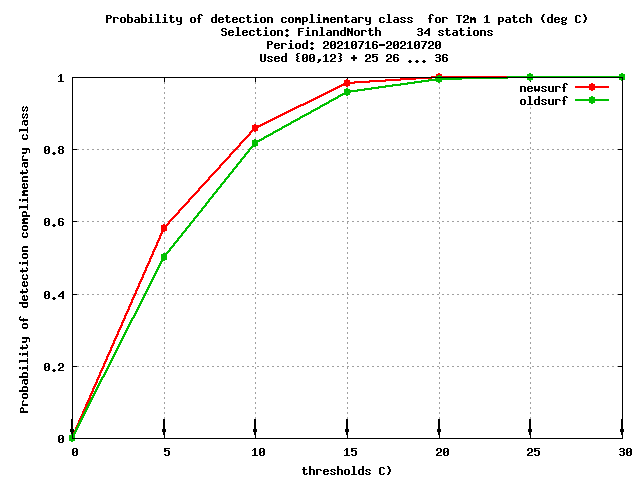 Probability of detection complimentary class  for T2m 1 patch (deg C)
Selection: FinlandNorth     34 stations
Period: 20210716-20210720
Used {00,12} + 25 26 ... 36
newsurf
oldsurf
Probability of detection complimentary class
1
0.8
0.6
0.4
0.2
0
0 5 10 15 20 25 30
thresholds C)